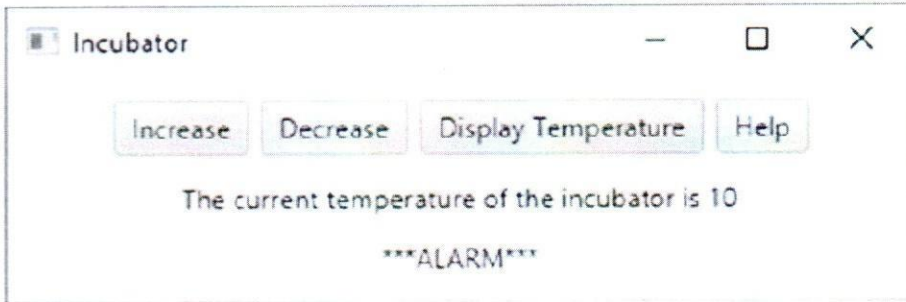 Incubator
Increase Decrease Display Temperature Help
The current temperature of the incubator is 10
***ALARM***